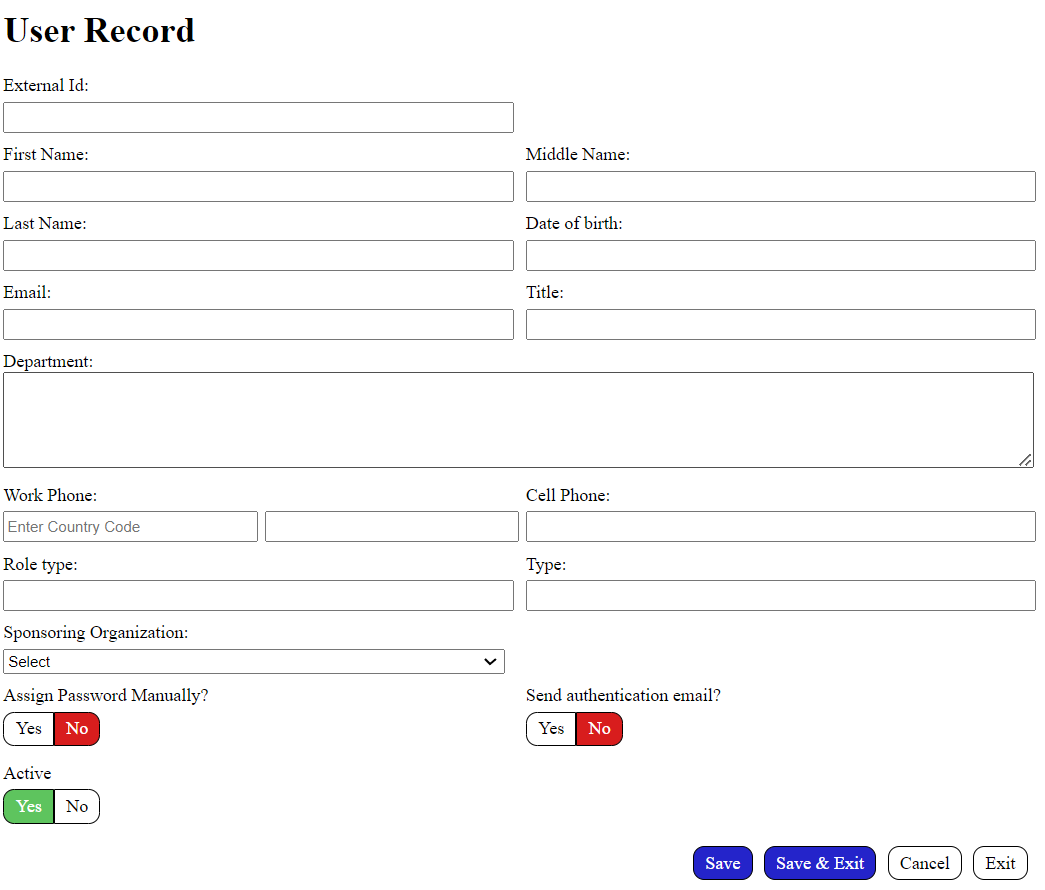 User Record
External Id:
First Name: Middle Name:
Last Name: Date of birth:
Email: Title:
Department:
Work Phone: Cell Phone:
Enter Country Code
Role type: Type:
Sponsoring Organization:
Select
Assign Password Manually? Send authentication email?
Yes No Yes No
Active
Yes No
Save Save & Exit Cancel Exit